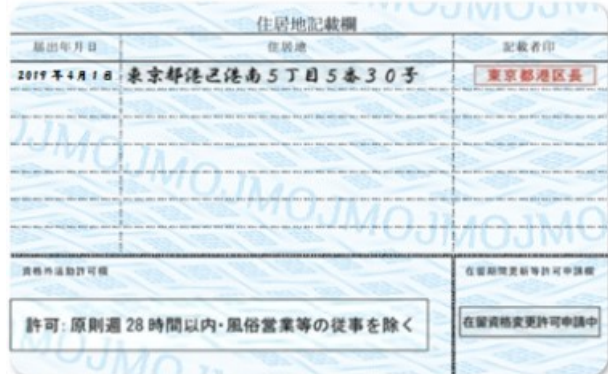 住居地記載欄
届出年月日 住居地 記載者印
2019年4月1日 東京都港区港南5丁目5番30号 東京都港区長
資格外活動許可欄 在留期間更新等許可申請欄
許可: 原則週28時間以内・風俗営業等の従事を除く 在留資格変更許可申請中
MOJMOJMOJMOJMO